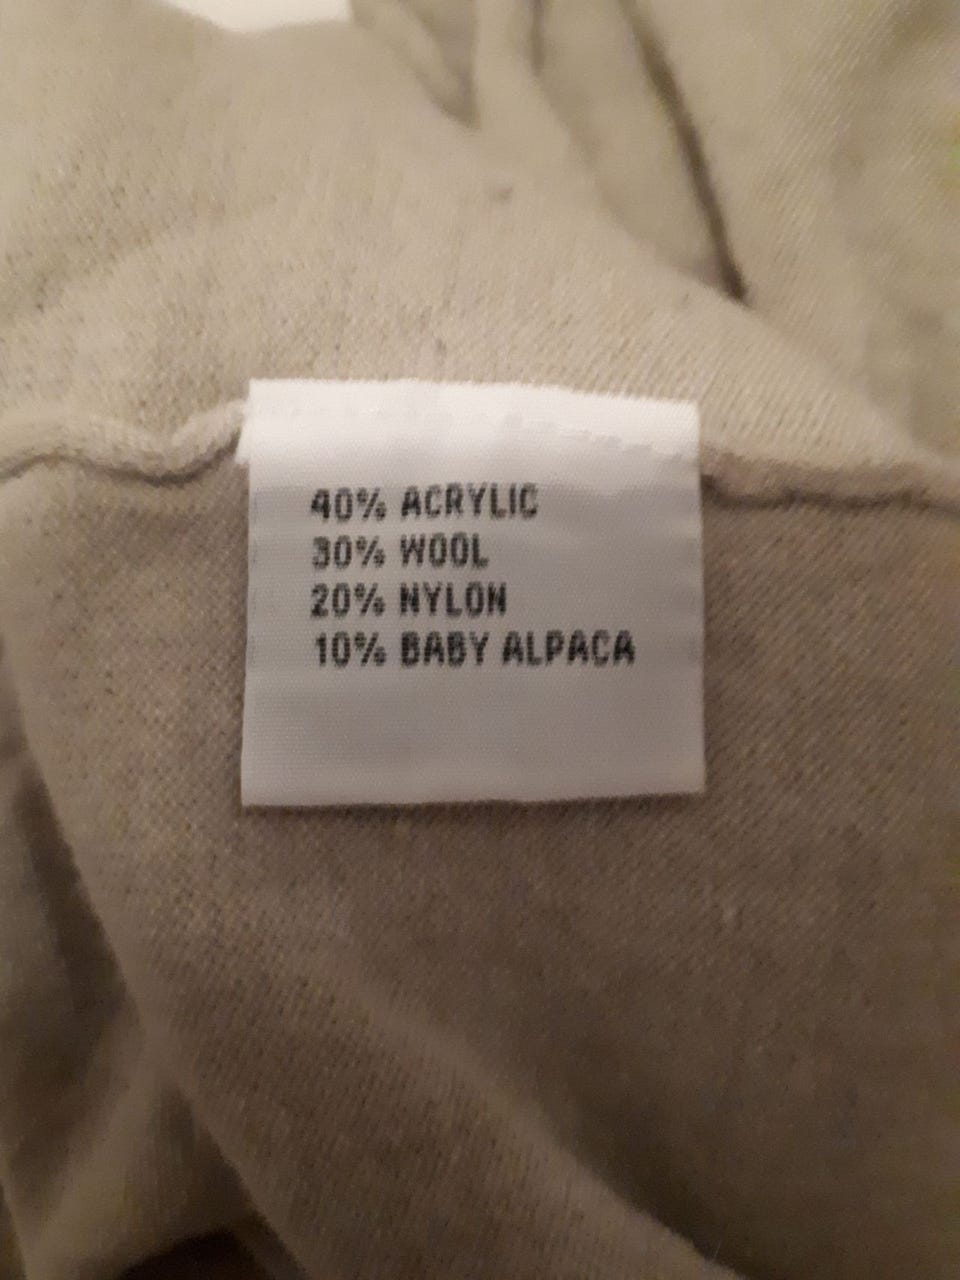 40% ACRYLIC
30% WOOL
20% NYLON
10% BABY ALPACA